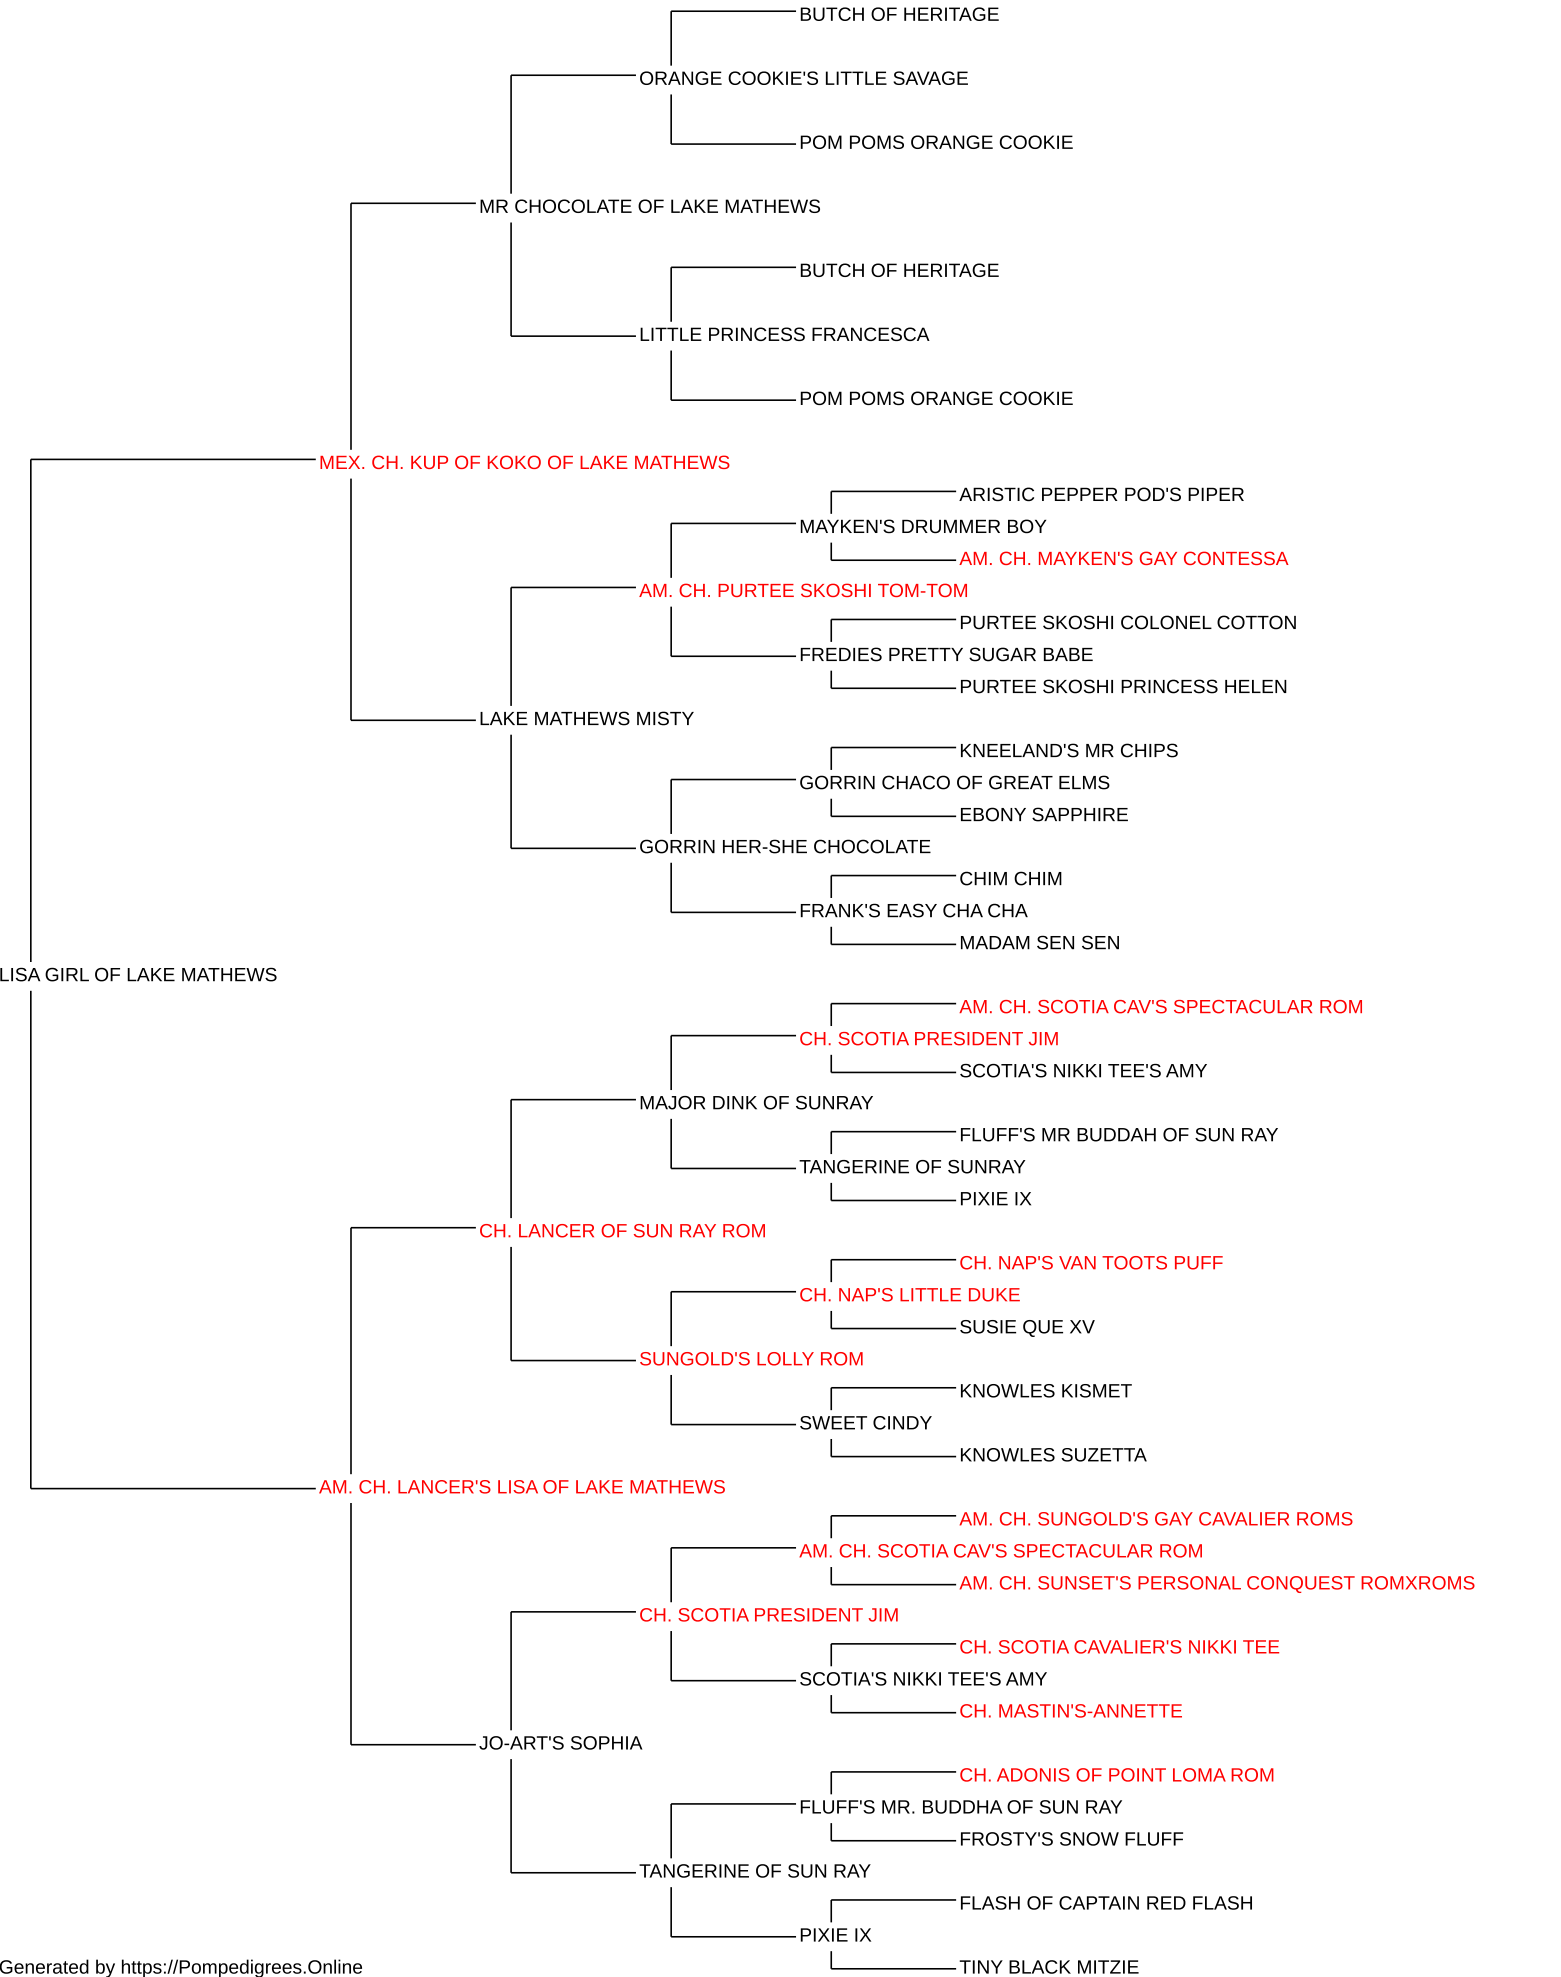 BUTCH OF HERITAGE
ORANGE COOKIE'S LITTLE SAVAGE
POM POMS ORANGE COOKIE
MR CHOCOLATE OF LAKE MATHEWS
BUTCH OF HERITAGE
LITTLE PRINCESS FRANCESCA
POM POMS ORANGE COOKIE
MEX. CH. KUP OF KOKO OF LAKE MATHEWS
ARISTIC PEPPER POD'S PIPER
MAYKEN'S DRUMMER BOY
AM. CH. MAYKEN'S GAY CONTESSA
AM. CH. PURTEE SKOSHI TOM-TOM
PURTEE SKOSHI COLONEL COTTON
FREDIES PRETTY SUGAR BABE
PURTEE SKOSHI PRINCESS HELEN
LAKE MATHEWS MISTY
KNEELAND'S MR CHIPS
GORRIN CHACO OF GREAT ELMS
EBONY SAPPHIRE
GORRIN HER-SHE CHOCOLATE
CHIM CHIM
FRANK'S EASY CHA CHA
MADAM SEN SEN
LISA GIRL OF LAKE MATHEWS
AM. CH. SCOTIA CAV'S SPECTACULAR ROM
CH. SCOTIA PRESIDENT JIM
SCOTIA'S NIKKI TEE'S AMY
MAJOR DINK OF SUNRAY
FLUFF'S MR BUDDAH OF SUN RAY
TANGERINE OF SUNRAY
PIXIE IX
CH. LANCER OF SUN RAY ROM
CH. NAP'S VAN TOOTS PUFF
CH. NAP'S LITTLE DUKE
SUSIE QUE XV
SUNGOLD'S LOLLY ROM
KNOWLES KISMET
SWEET CINDY
KNOWLES SUZETTA
AM. CH. LANCER'S LISA OF LAKE MATHEWS
AM. CH. SUNGOLD'S GAY CAVALIER ROMS
AM. CH. SCOTIA CAV'S SPECTACULAR ROM
AM. CH. SUNSET'S PERSONAL CONQUEST ROMXROMS
CH. SCOTIA PRESIDENT JIM
CH. SCOTIA CAVALIER'S NIKKI TEE
SCOTIA'S NIKKI TEE'S AMY
CH. MASTIN'S-ANNETTE
JO-ART'S SOPHIA
CH. ADONIS OF POINT LOMA ROM
FLUFF'S MR. BUDDHA OF SUN RAY
FROSTY'S SNOW FLUFF
TANGERINE OF SUN RAY
FLASH OF CAPTAIN RED FLASH
PIXIE IX
TINY BLACK MITZIE
Generated by https://Pompedigrees.Online